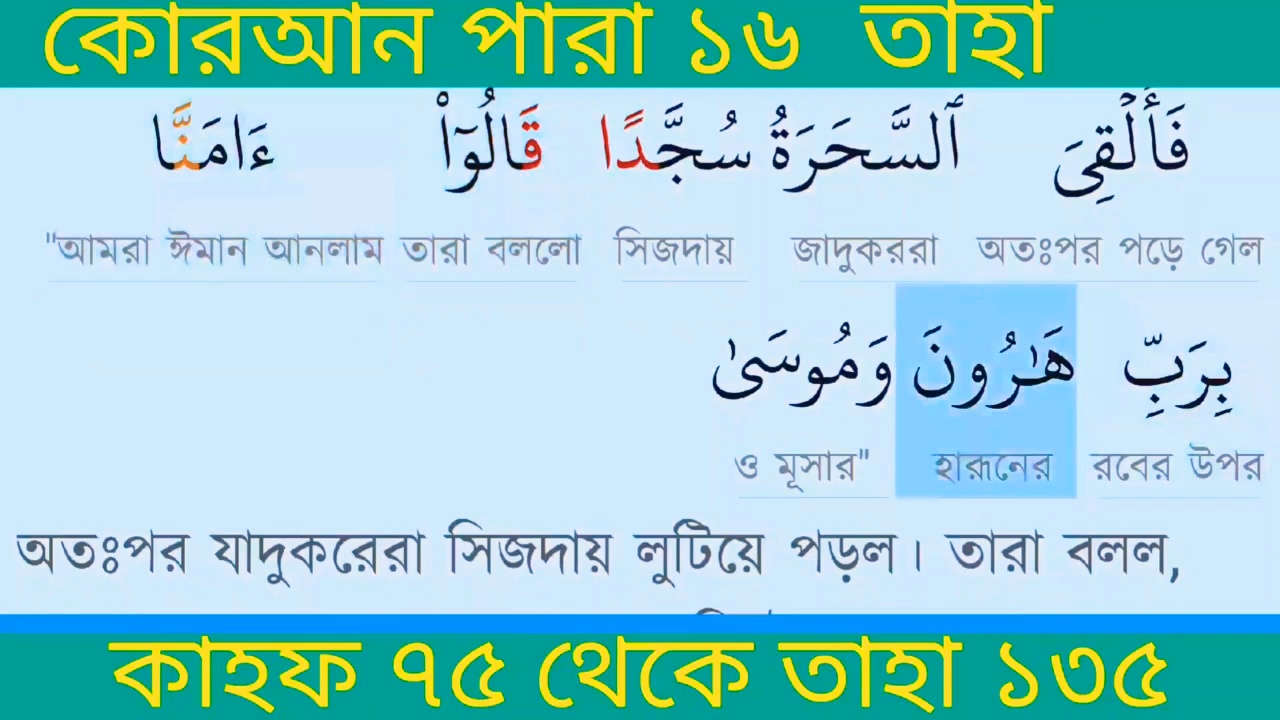 কোরআন পারা ১৬ তাহা
فَأُلْقِىَ ٱلسَّحَرَةُ سُجَّدًا قَالُوٓا۟ ءَامَنَّا
"আমরা ঈমান আনলাম তারা বললো সিজদায় জাদুকররা অতঃপর পড়ে গেল
بِرَبِّ هَـٰرُونَ وَمُوسَىٰ
ও মূসার" হারূনের রবের উপর
অতঃপর যাদুকরেরা সিজদায় লুটিয়ে পড়ল। তারা বলল,
কাহফ ৭৫ থেকে তাহা ১৩৫